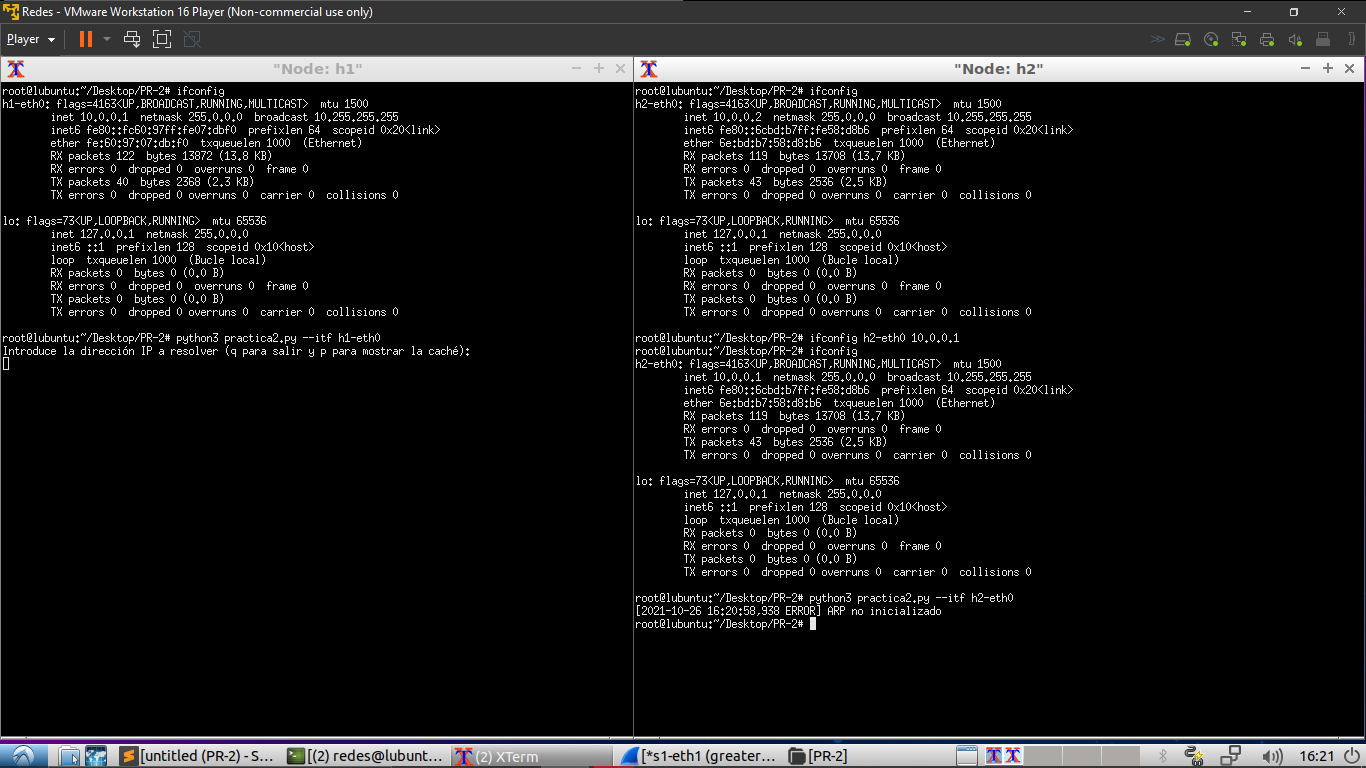 Redes - VMware Workstation 16 Player (Non-commercial use only)
Player
"Node: h1"
root@lubuntu:~/Desktop/PR-2# ifconfig
h1-eth0: flags=4163<UP,BROADCAST,RUNNING,MULTICAST>  mtu 1500
        inet 10.0.0.1  netmask 255.0.0.0  broadcast 10.255.255.255
        inet6 fe80::fc60:97ff:fe07:dbf0  prefixlen 64  scopeid 0x20<link>
        ether fe:60:97:07:db:f0  txqueuelen 1000  (Ethernet)
        RX packets 122  bytes 13872 (13.8 KB)
        RX errors 0  dropped 0  overruns 0  frame 0
        TX packets 40  bytes 2368 (2.3 KB)
        TX errors 0  dropped 0 overruns 0  carrier 0  collisions 0
lo: flags=73<UP,LOOPBACK,RUNNING>  mtu 65536
        inet 127.0.0.1  netmask 255.0.0.0
        inet6 ::1  prefixlen 128  scopeid 0x10<host>
        loop  txqueuelen 1000  (Bucle local)
        RX packets 0  bytes 0 (0.0 B)
        RX errors 0  dropped 0  overruns 0  frame 0
        TX packets 0  bytes 0 (0.0 B)
        TX errors 0  dropped 0 overruns 0  carrier 0  collisions 0
root@lubuntu:~/Desktop/PR-2# python3 practica2.py --itf h1-eth0
Introduce la dirección IP a resolver (q para salir y p para mostrar la caché):
"Node: h2"
root@lubuntu:~/Desktop/PR-2# ifconfig
h2-eth0: flags=4163<UP,BROADCAST,RUNNING,MULTICAST>  mtu 1500
        inet 10.0.0.2  netmask 255.0.0.0  broadcast 10.255.255.255
        inet6 fe80::6cbd:b7ff:fe58:d8b6  prefixlen 64  scopeid 0x20<link>
        ether 6e:bd:b7:58:d8:b6  txqueuelen 1000  (Ethernet)
        RX packets 119  bytes 13708 (13.7 KB)
        RX errors 0  dropped 0  overruns 0  frame 0
        TX packets 43  bytes 2536 (2.5 KB)
        TX errors 0  dropped 0 overruns 0  carrier 0  collisions 0
lo: flags=73<UP,LOOPBACK,RUNNING>  mtu 65536
        inet 127.0.0.1  netmask 255.0.0.0
        inet6 ::1  prefixlen 128  scopeid 0x10<host>
        loop  txqueuelen 1000  (Bucle local)
        RX packets 0  bytes 0 (0.0 B)
        RX errors 0  dropped 0  overruns 0  frame 0
        TX packets 0  bytes 0 (0.0 B)
        TX errors 0  dropped 0 overruns 0  carrier 0  collisions 0
root@lubuntu:~/Desktop/PR-2# ifconfig h2-eth0 10.0.0.1
root@lubuntu:~/Desktop/PR-2# ifconfig
h2-eth0: flags=4163<UP,BROADCAST,RUNNING,MULTICAST>  mtu 1500
        inet 10.0.0.1  netmask 255.0.0.0  broadcast 10.255.255.255
        inet6 fe80::6cbd:b7ff:fe58:d8b6  prefixlen 64  scopeid 0x20<link>
        ether 6e:bd:b7:58:d8:b6  txqueuelen 1000  (Ethernet)
        RX packets 119  bytes 13708 (13.7 KB)
        RX errors 0  dropped 0  overruns 0  frame 0
        TX packets 43  bytes 2536 (2.5 KB)
        TX errors 0  dropped 0 overruns 0  carrier 0  collisions 0
lo: flags=73<UP,LOOPBACK,RUNNING>  mtu 65536
        inet 127.0.0.1  netmask 255.0.0.0
        inet6 ::1  prefixlen 128  scopeid 0x10<host>
        loop  txqueuelen 1000  (Bucle local)
        RX packets 0  bytes 0 (0.0 B)
        RX errors 0  dropped 0  overruns 0  frame 0
        TX packets 0  bytes 0 (0.0 B)
        TX errors 0  dropped 0 overruns 0  carrier 0  collisions 0
root@lubuntu:~/Desktop/PR-2# python3 practica2.py --itf h2-eth0
[2021-10-26 16:20:58,938 ERROR] ARP no inicializado
root@lubuntu:~/Desktop/PR-2#
[untitled (PR-2) - S... [(2) redes@lubunt... (2) XTerm [*s1-eth1 (greater... [PR-2] 16:21